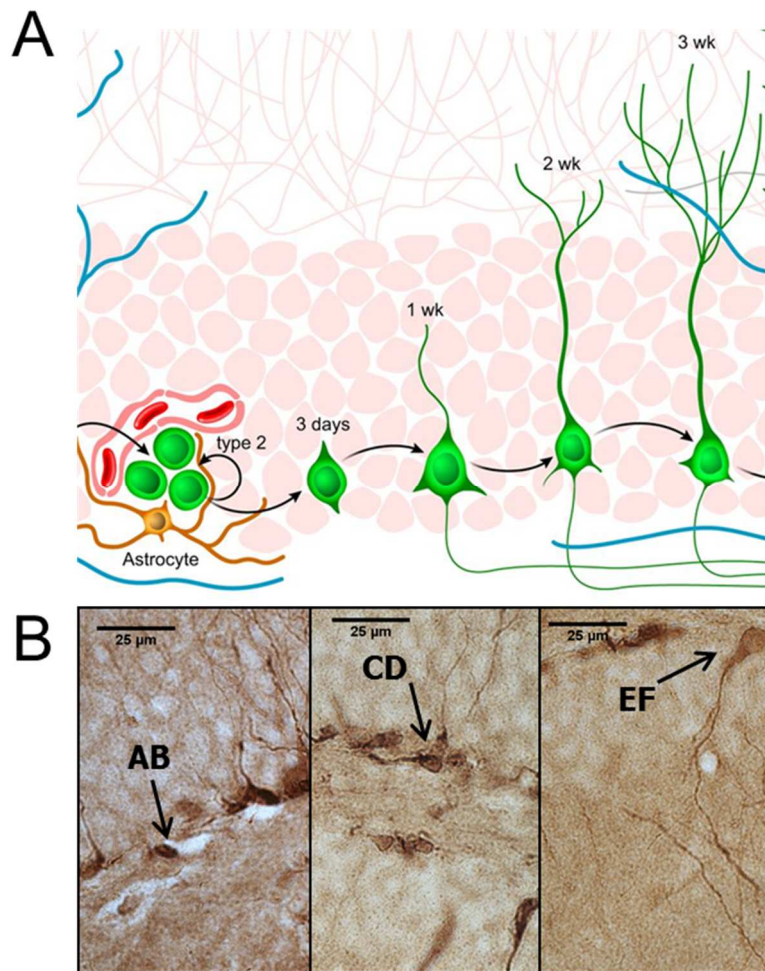 A
3 wk
2 wk
1 wk
3 days
type 2
Astrocyte
B
25 µm
25 µm
25 µm
AB
CD
EF